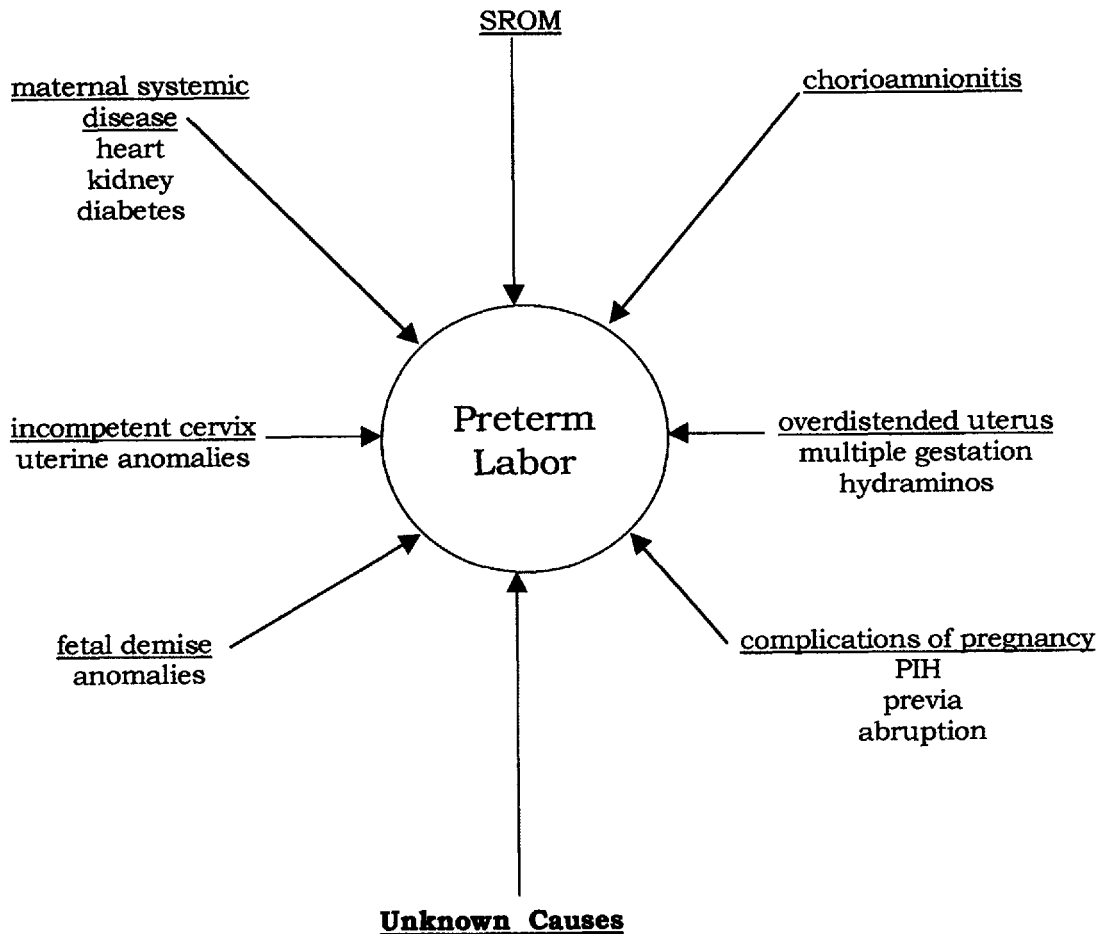 SROM
maternal systemic
disease
heart
kidney
diabetes
chorioamnionitis
incompetent cervix
uterine anomalies
Preterm
Labor
overdistended uterus
multiple gestation
hydraminos
fetal demise
anomalies
complications of pregnancy
PIH
previa
abruption
Unknown Causes